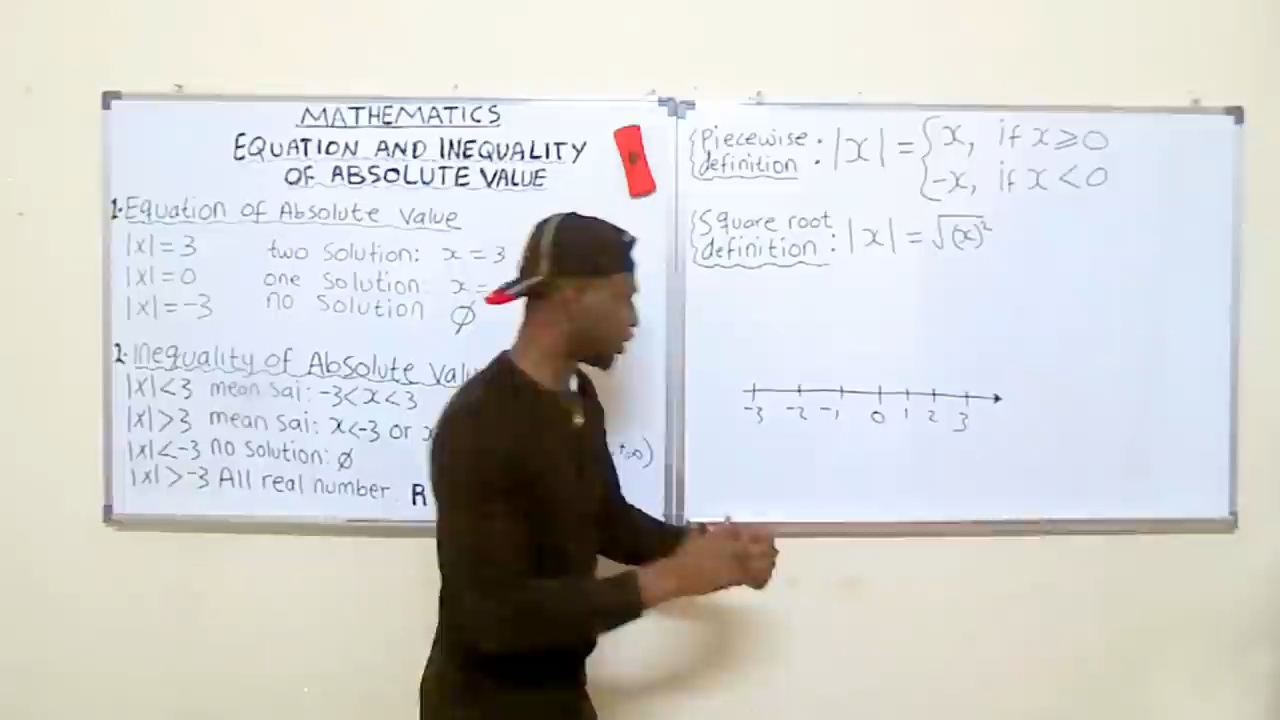 MATHEMATICS
EQUATION AND INEQUALITY
OF ABSOLUTE VALUE
1. Equation of Absolute Value
|x|=3 two solution: x = 3
|x|=0 one solution: x =
|x|=-3 no solution ∅
2. Inequality of Absolute
|x|<3 mean sai: -3<x<3
|x|>3 mean sai: x<-3 or
|x|<-3 no solution: ∅
|x|>-3 All real number R
+∞)
{Piecewise definition : |x| = { x, if x ≥ 0
-x, if x < 0
{Square root definition : |x| = √(x)²
-3 -2 -1 0 1 2 3